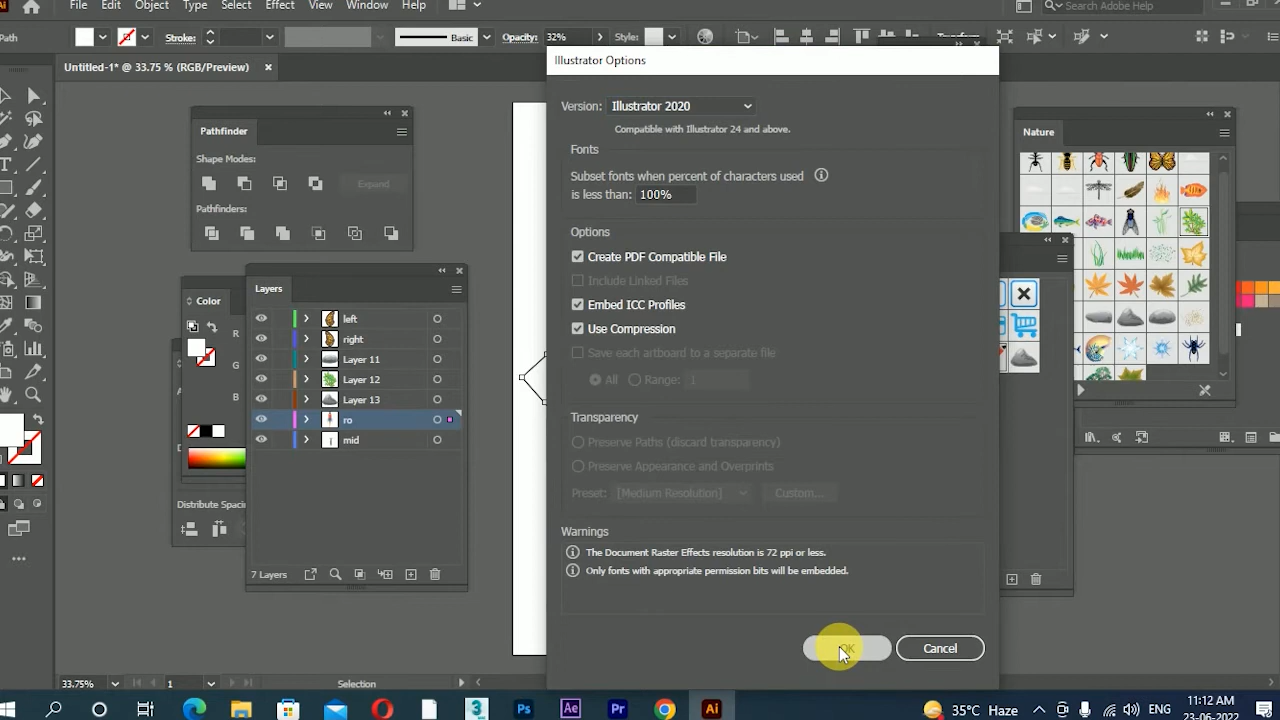 File Edit Object Type Select Effect View Window Help
Search Adobe Help
Path
Stroke:
Basic
Opacity: 32%
Style:
Transform
Untitled-1* @ 33.75 % (RGB/Preview)
Illustrator Options
Version: Illustrator 2020
Compatible with Illustrator 24 and above.
Fonts
Subset fonts when percent of characters used
is less than: 100%
Options
Create PDF Compatible File
Include Linked Files
Embed ICC Profiles
Use Compression
Save each artboard to a separate file
All Range: 1
Transparency
Preserve Paths (discard transparency)
Preserve Appearance and Overprints
Preset: [Medium Resolution] Custom...
Warnings
The Document Raster Effects resolution is 72 ppi or less.
Only fonts with appropriate permission bits will be embedded.
OK Cancel
Pathfinder
Shape Modes:
Expand
Pathfinders:
Color
R
G
B
Distribute Spaci
Layers
left
right
Layer 11
Layer 12
Layer 13
ro
mid
7 Layers
Nature
33.75% 1 Selection
Ps Ae Pr Ai
35°C Haze
ENG
11:12 AM
23-06-2022